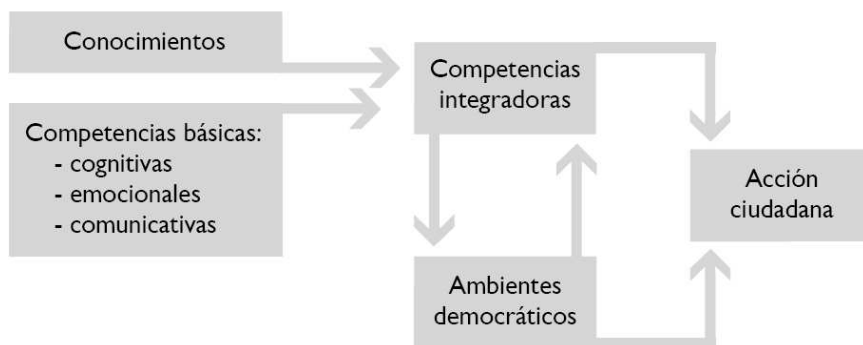 Conocimientos
Competencias básicas:
- cognitivas
- emocionales
- comunicativas
Competencias
integradoras
Ambientes
democráticos
Acción
ciudadana